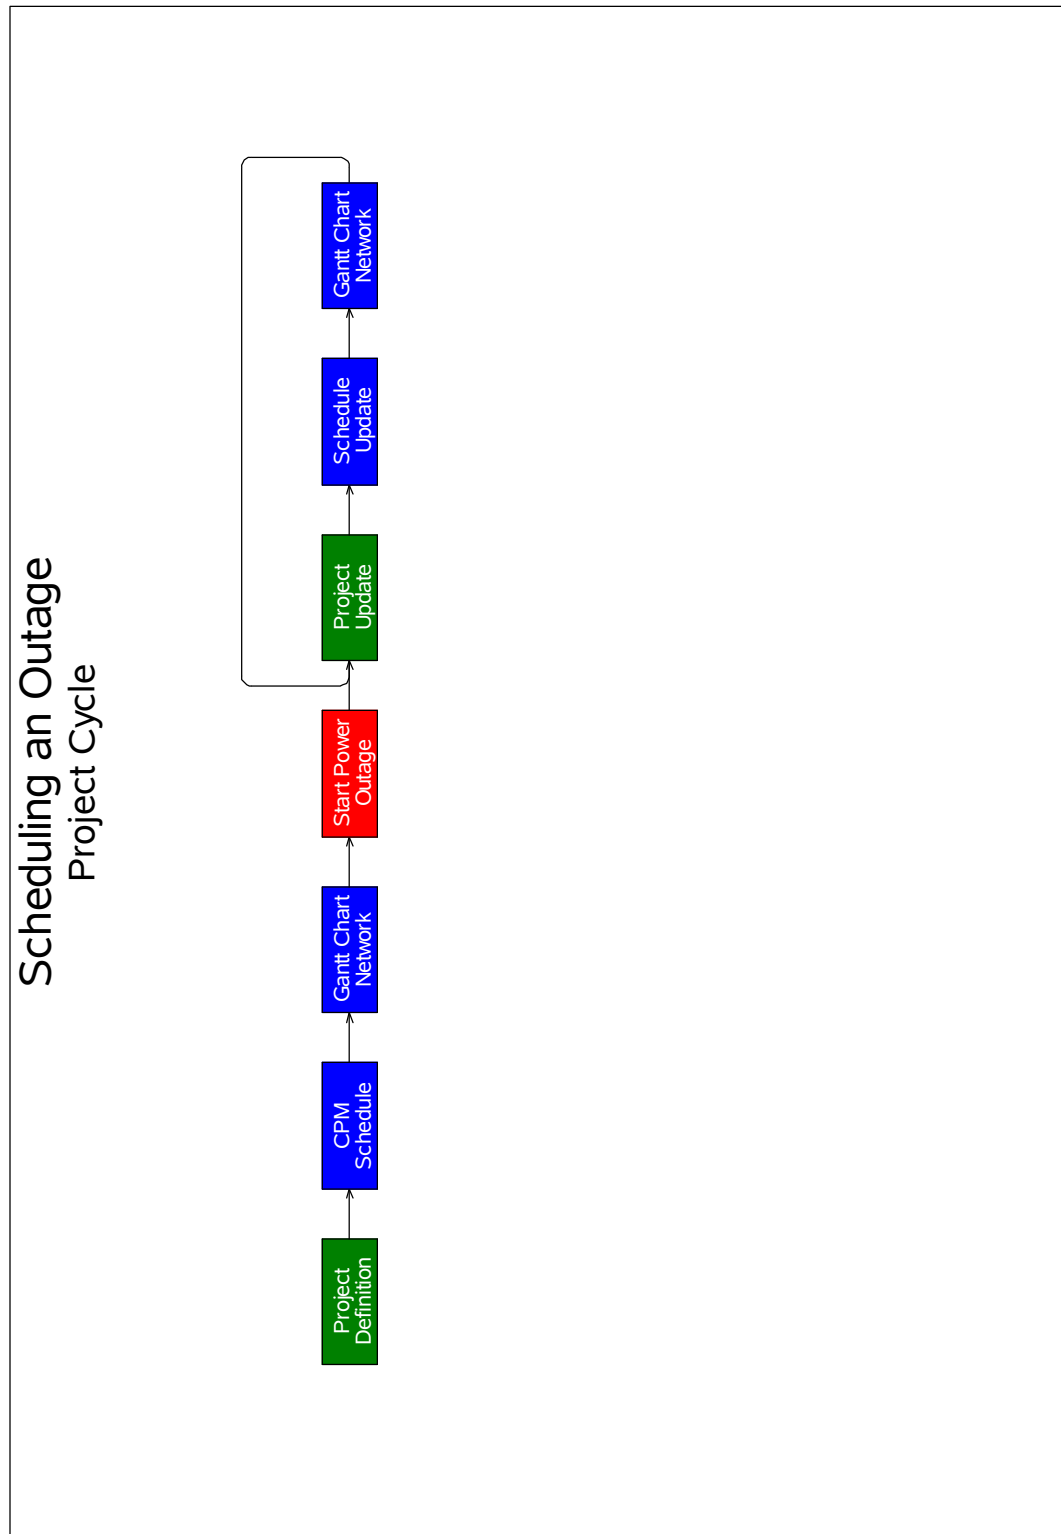 Scheduling an Outage
Project Cycle
Project
Definition
CPM
Schedule
Gantt Chart
Network
Start Power
Outage
Project
Update
Schedule
Update
Gantt Chart
Network